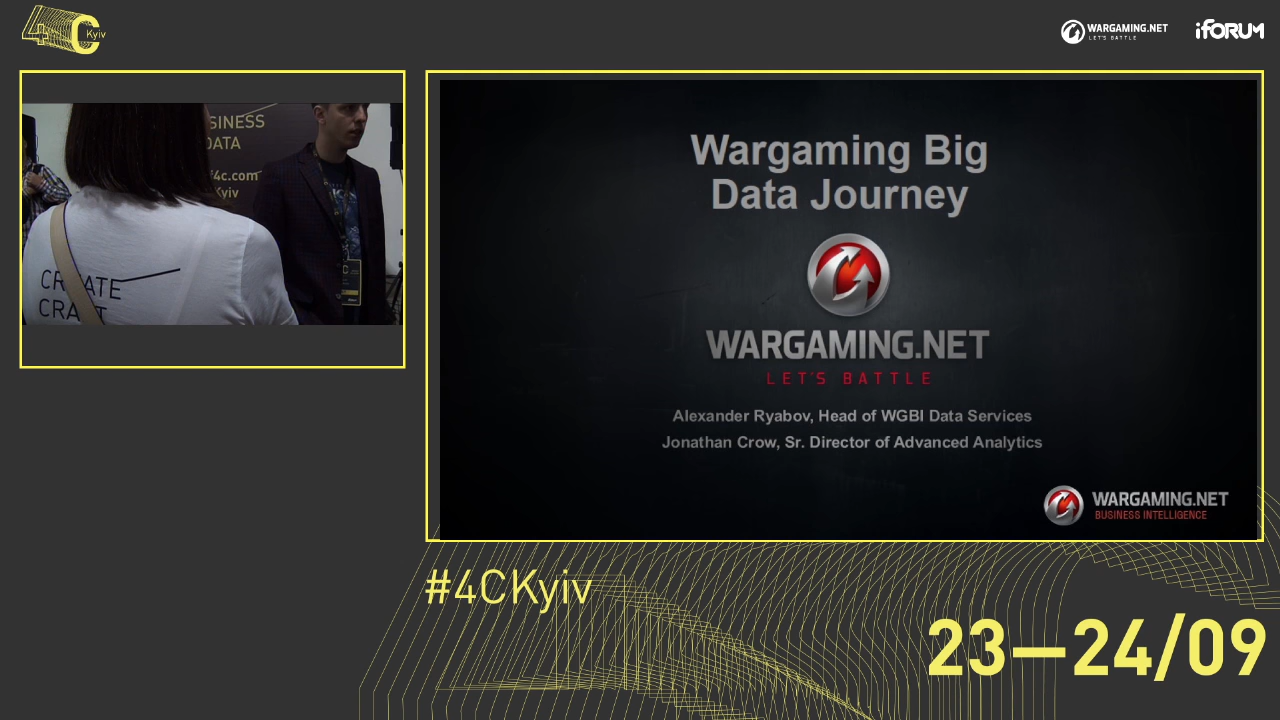 4C Kyiv
WARGAMING.NET
LET'S BATTLE
iFORUM
DATA
4c.com
Kyiv
CREATE
CRAFT
Wargaming Big
Data Journey
WARGAMING.NET
LET'S BATTLE
Alexander Ryabov, Head of WGBI Data Services
Jonathan Crow, Sr. Director of Advanced Analytics
WARGAMING.NET
BUSINESS INTELLIGENCE
#4CKyiv
23—24/09